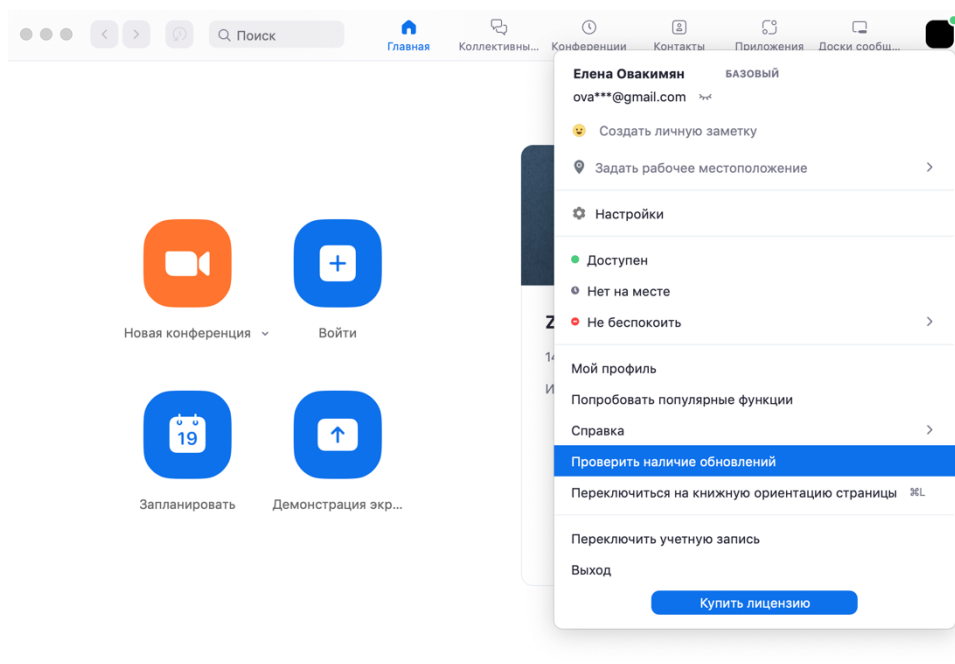 Поиск
Главная
Коллективны...
Конференции
Контакты
Приложения
Доски сообщ...
Елена Овакимян БАЗОВЫЙ
ova***@gmail.com
Создать личную заметку
Задать рабочее местоположение
Настройки
Доступен
Нет на месте
Не беспокоить
Мой профиль
Попробовать популярные функции
Справка
Проверить наличие обновлений
Переключиться на книжную ориентацию страницы ⌘L
Переключить учетную запись
Выход
Купить лицензию
Новая конференция
Войти
19
Запланировать
Демонстрация экр...
Z
14
И